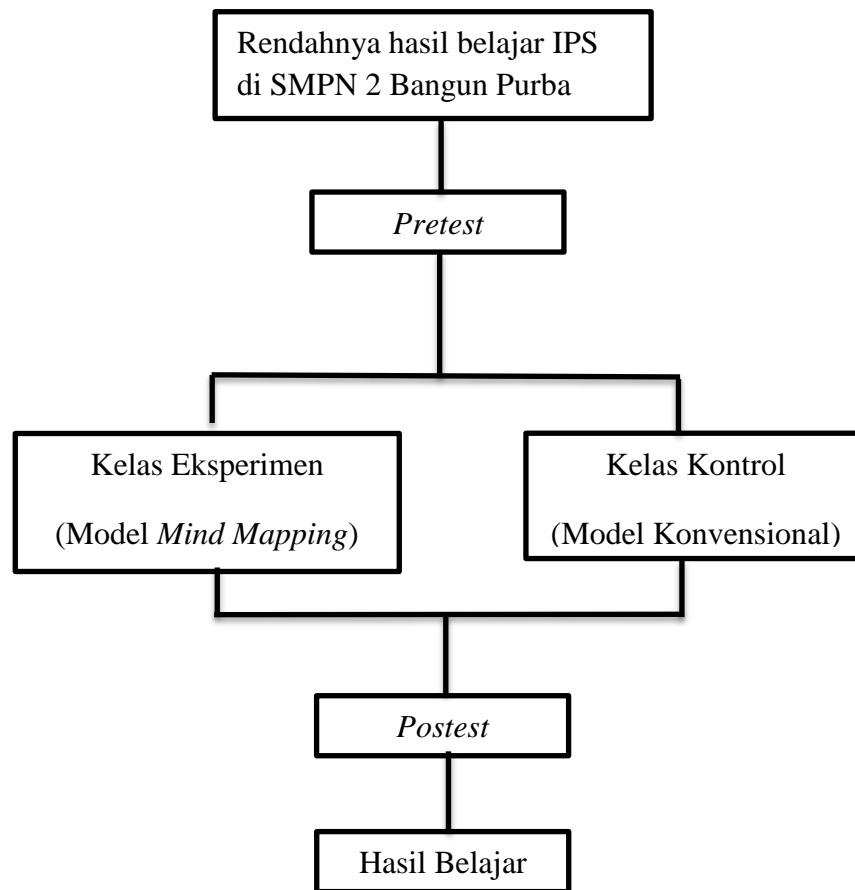 Rendahnya hasil belajar IPS
di SMPN 2 Bangun Purba
Pretest
Kelas Eksperimen
(Model Mind Mapping)
Kelas Kontrol
(Model Konvensional)
Postest
Hasil Belajar